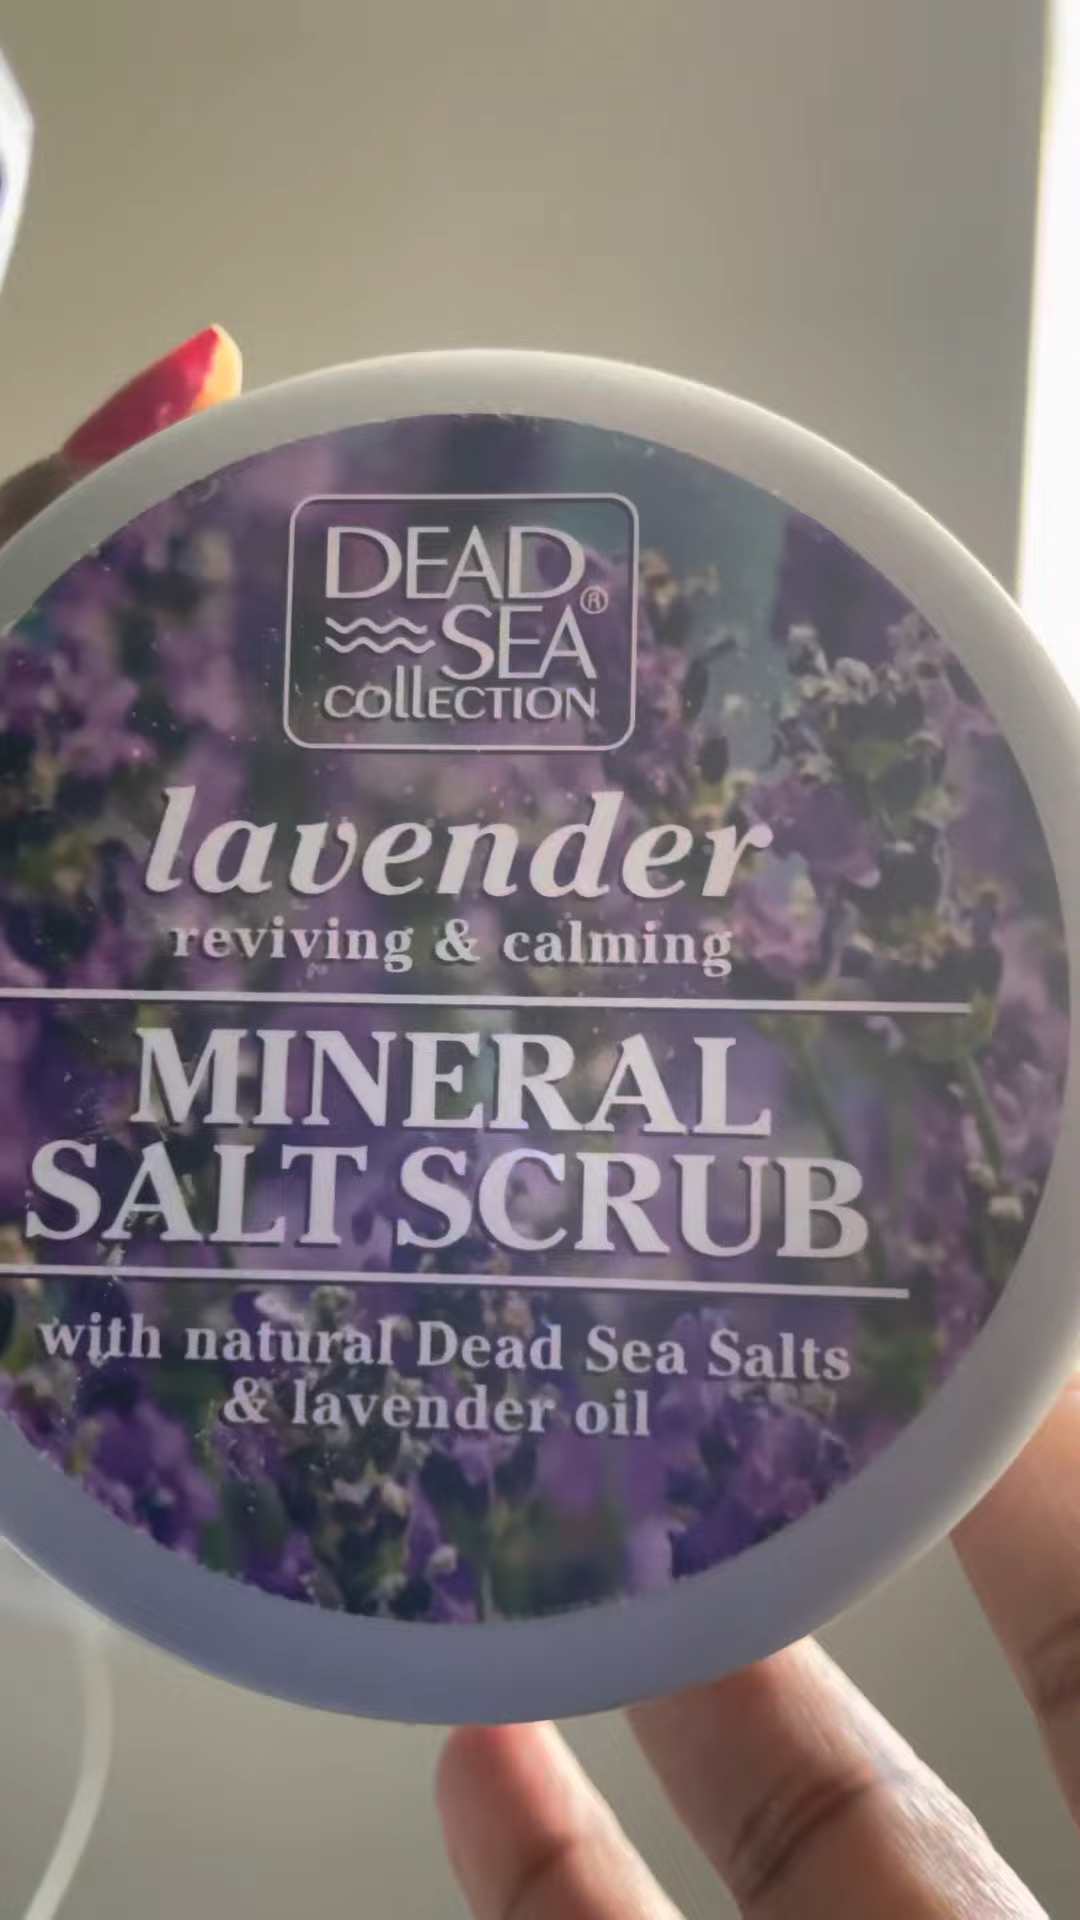 DEAD
SEA®
collECTION
lavender
reviving & calming
MINERAL
SALT SCRUB
with natural Dead Sea Salts
& lavender oil